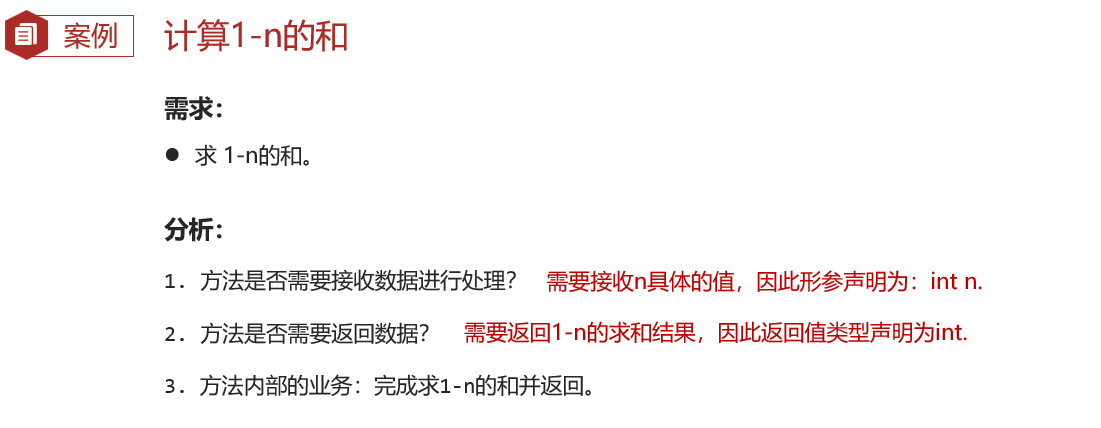 案例
计算1-n的和
需求：
● 求 1-n的和。
分析：
1. 方法是否需要接收数据进行处理？ 需要接收n具体的值，因此形参声明为：int n.
2. 方法是否需要返回数据？ 需要返回1-n的求和结果，因此返回值类型声明为int.
3. 方法内部的业务：完成求1-n的和并返回。